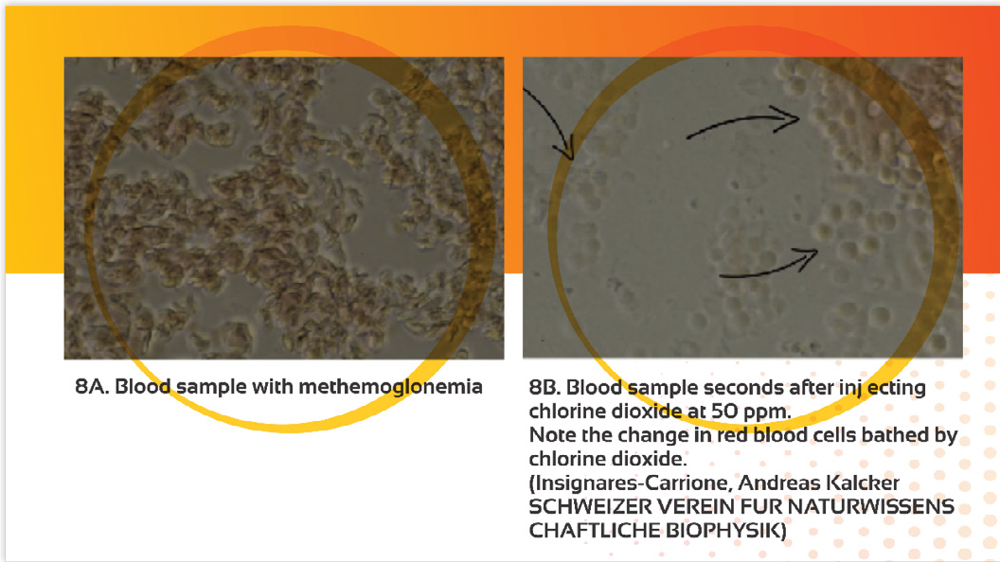 8A. Blood sample with methemoglonemia
8B. Blood sample seconds after inj ecting
chlorine dioxide at 50 ppm.
Note the change in red blood cells bathed by
chlorine dioxide.
(Insignares-Carrione, Andreas Kalcker
SCHWEIZER VEREIN FUR NATURWISSENS
CHAFTLICHE BIOPHYSIK)